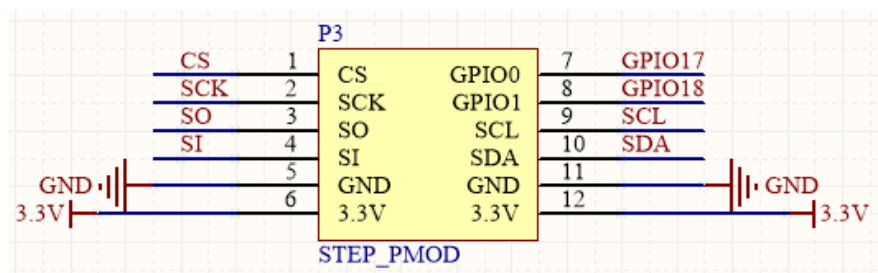 P3
CS 1 CS GPIO0 7 GPIO17
SCK 2 SCK GPIO1 8 GPIO18
SO 3 SO SCL 9 SCL
SI 4 SI SDA 10 SDA
GND 5 GND GND 11 GND
3.3V 6 3.3V 3.3V 12 3.3V
STEP_PMOD